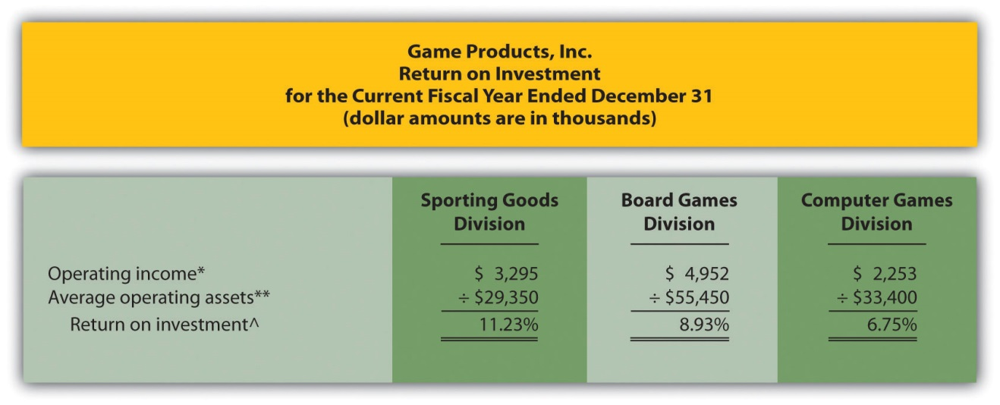 Game Products, Inc.
Return on Investment
for the Current Fiscal Year Ended December 31
(dollar amounts are in thousands)
Sporting Goods Division
Board Games Division
Computer Games Division
Operating income* $ 3,295 $ 4,952 $ 2,253
Average operating assets** ÷ $29,350 ÷ $55,450 ÷ $33,400
Return on investment^ 11.23% 8.93% 6.75%